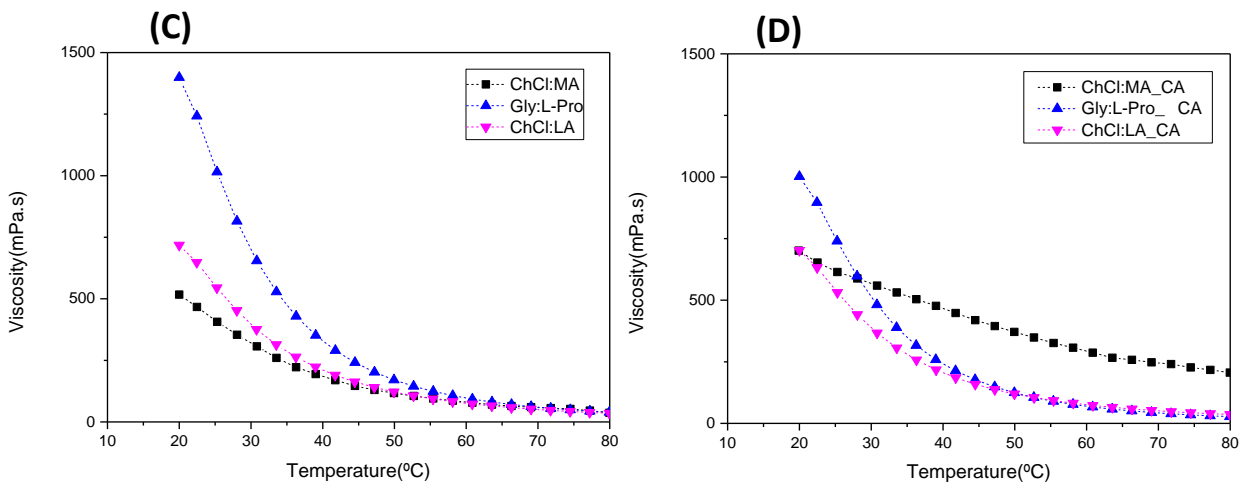 (C)
1500
1000
500
0
Viscosity(mPa.s)
10 20 30 40 50 60 70 80
Temperature(ºC)
ChCl:MA
Gly:L-Pro
ChCl:LA
(D)
1500
1000
500
0
Viscosity(mPa.s)
10 20 30 40 50 60 70 80
Temperature(ºC)
ChCl:MA_CA
Gly:L-Pro_ CA
ChCl:LA_CA